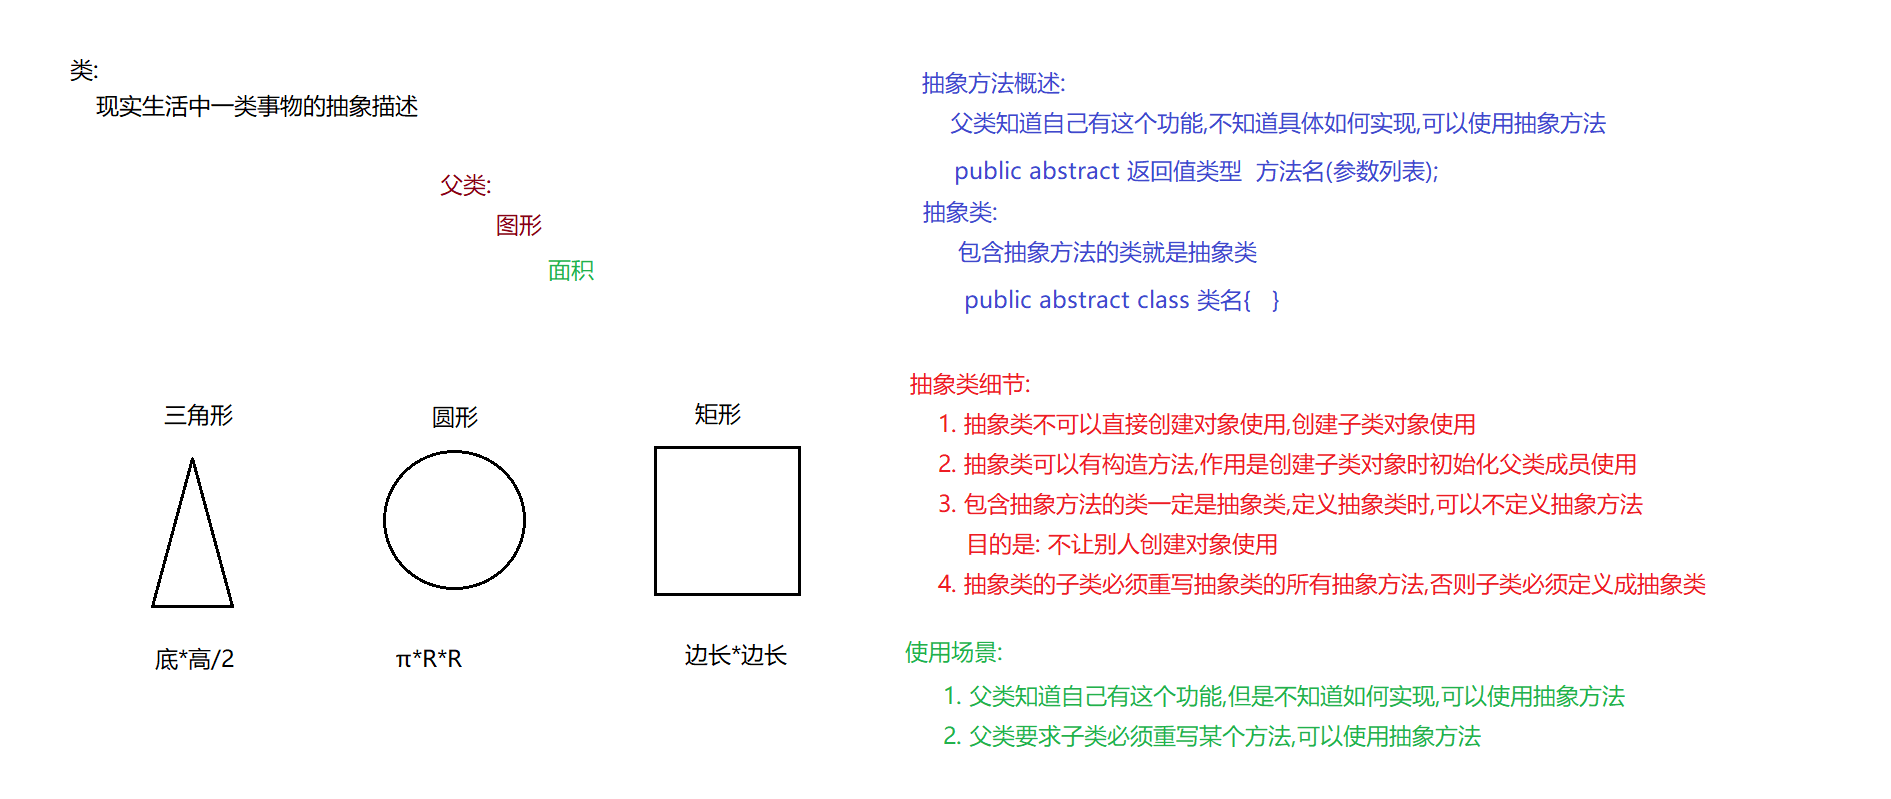 类:
现实生活中一类事物的抽象描述
父类:
图形
面积
三角形
圆形
矩形
底*高/2
π*R*R
边长*边长
抽象方法概述:
父类知道自己有这个功能,不知道具体如何实现,可以使用抽象方法
public abstract 返回值类型  方法名(参数列表);
抽象类:
包含抽象方法的类就是抽象类
public abstract class 类名{   }
抽象类细节:
1. 抽象类不可以直接创建对象使用,创建子类对象使用
2. 抽象类可以有构造方法,作用是创建子类对象时初始化父类成员使用
3. 包含抽象方法的类一定是抽象类,定义抽象类时,可以不定义抽象方法
目的是: 不让别人创建对象使用
4. 抽象类的子类必须重写抽象类的所有抽象方法,否则子类必须定义成抽象类
使用场景:
1. 父类知道自己有这个功能,但是不知道如何实现,可以使用抽象方法
2. 父类要求子类必须重写某个方法,可以使用抽象方法